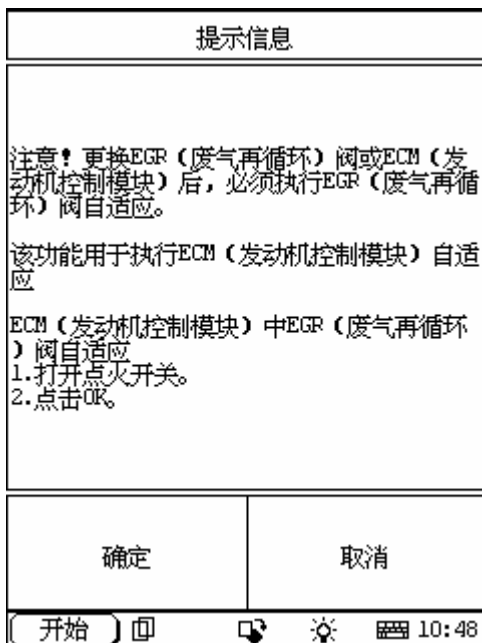 提示信息
注意！更换EGR（废气再循环）阀或ECM（发
动机控制模块）后，必须执行EGR（废气再循
环）阀自适应。
该功能用于执行ECM（发动机控制模块）自适
应
ECM（发动机控制模块）中EGR（废气再循环
）阀自适应
1.打开点火开关。
2.点击OK。
确定
取消
开始
10:48